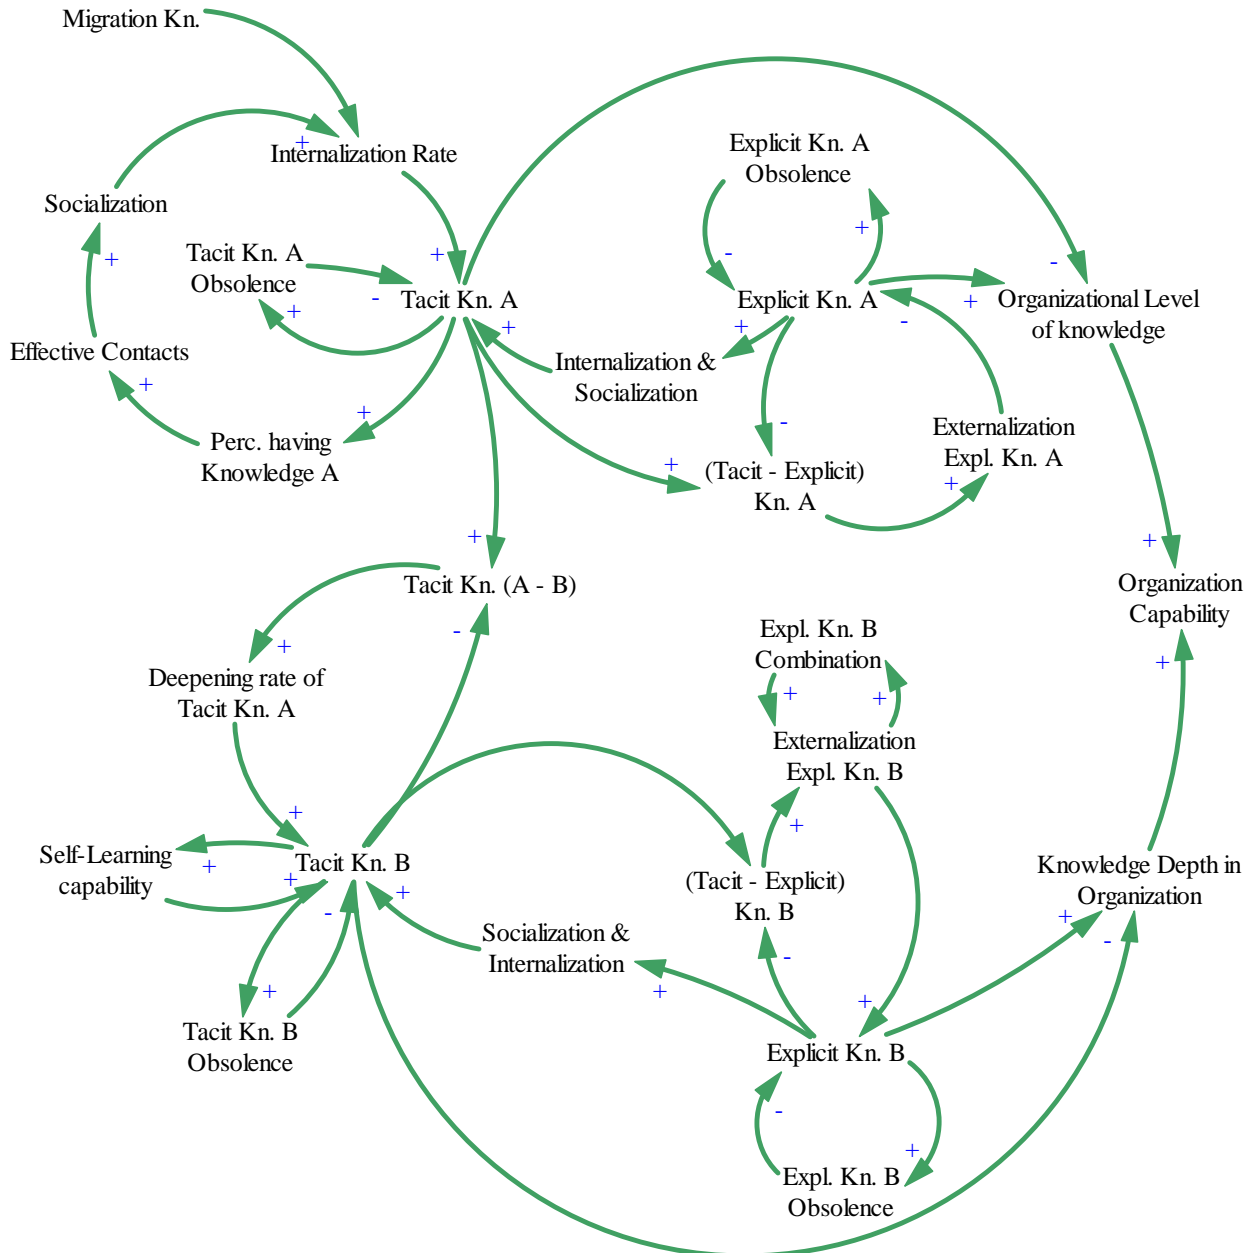 Migration Kn.
+
Internalization Rate
Socialization
+
Tacit Kn. A
Obsolence
+
-
+
Tacit Kn. A
Effective Contacts
+
+
Perc. having
Knowledge A
Explicit Kn. A
Obsolence
-
+
Explicit Kn. A
-
+
Organizational Level
of knowledge
-
+
+
Internalization &
Socialization
-
+
(Tacit - Explicit)
Kn. A
Externalization
Expl. Kn. A
+
+
Tacit Kn. (A - B)
-
+
Deepening rate of
Tacit Kn. A
+
Organization
Capability
+
Expl. Kn. B
Combination
+
+
Externalization
Expl. Kn. B
+
+
Self-Learning
capability
+
+
Tacit Kn. B
-
+
(Tacit - Explicit)
Kn. B
Knowledge Depth in
Organization
+
-
Socialization &
Internalization
-
+
+
Tacit Kn. B
Obsolence
+
Explicit Kn. B
-
+
Expl. Kn. B
Obsolence